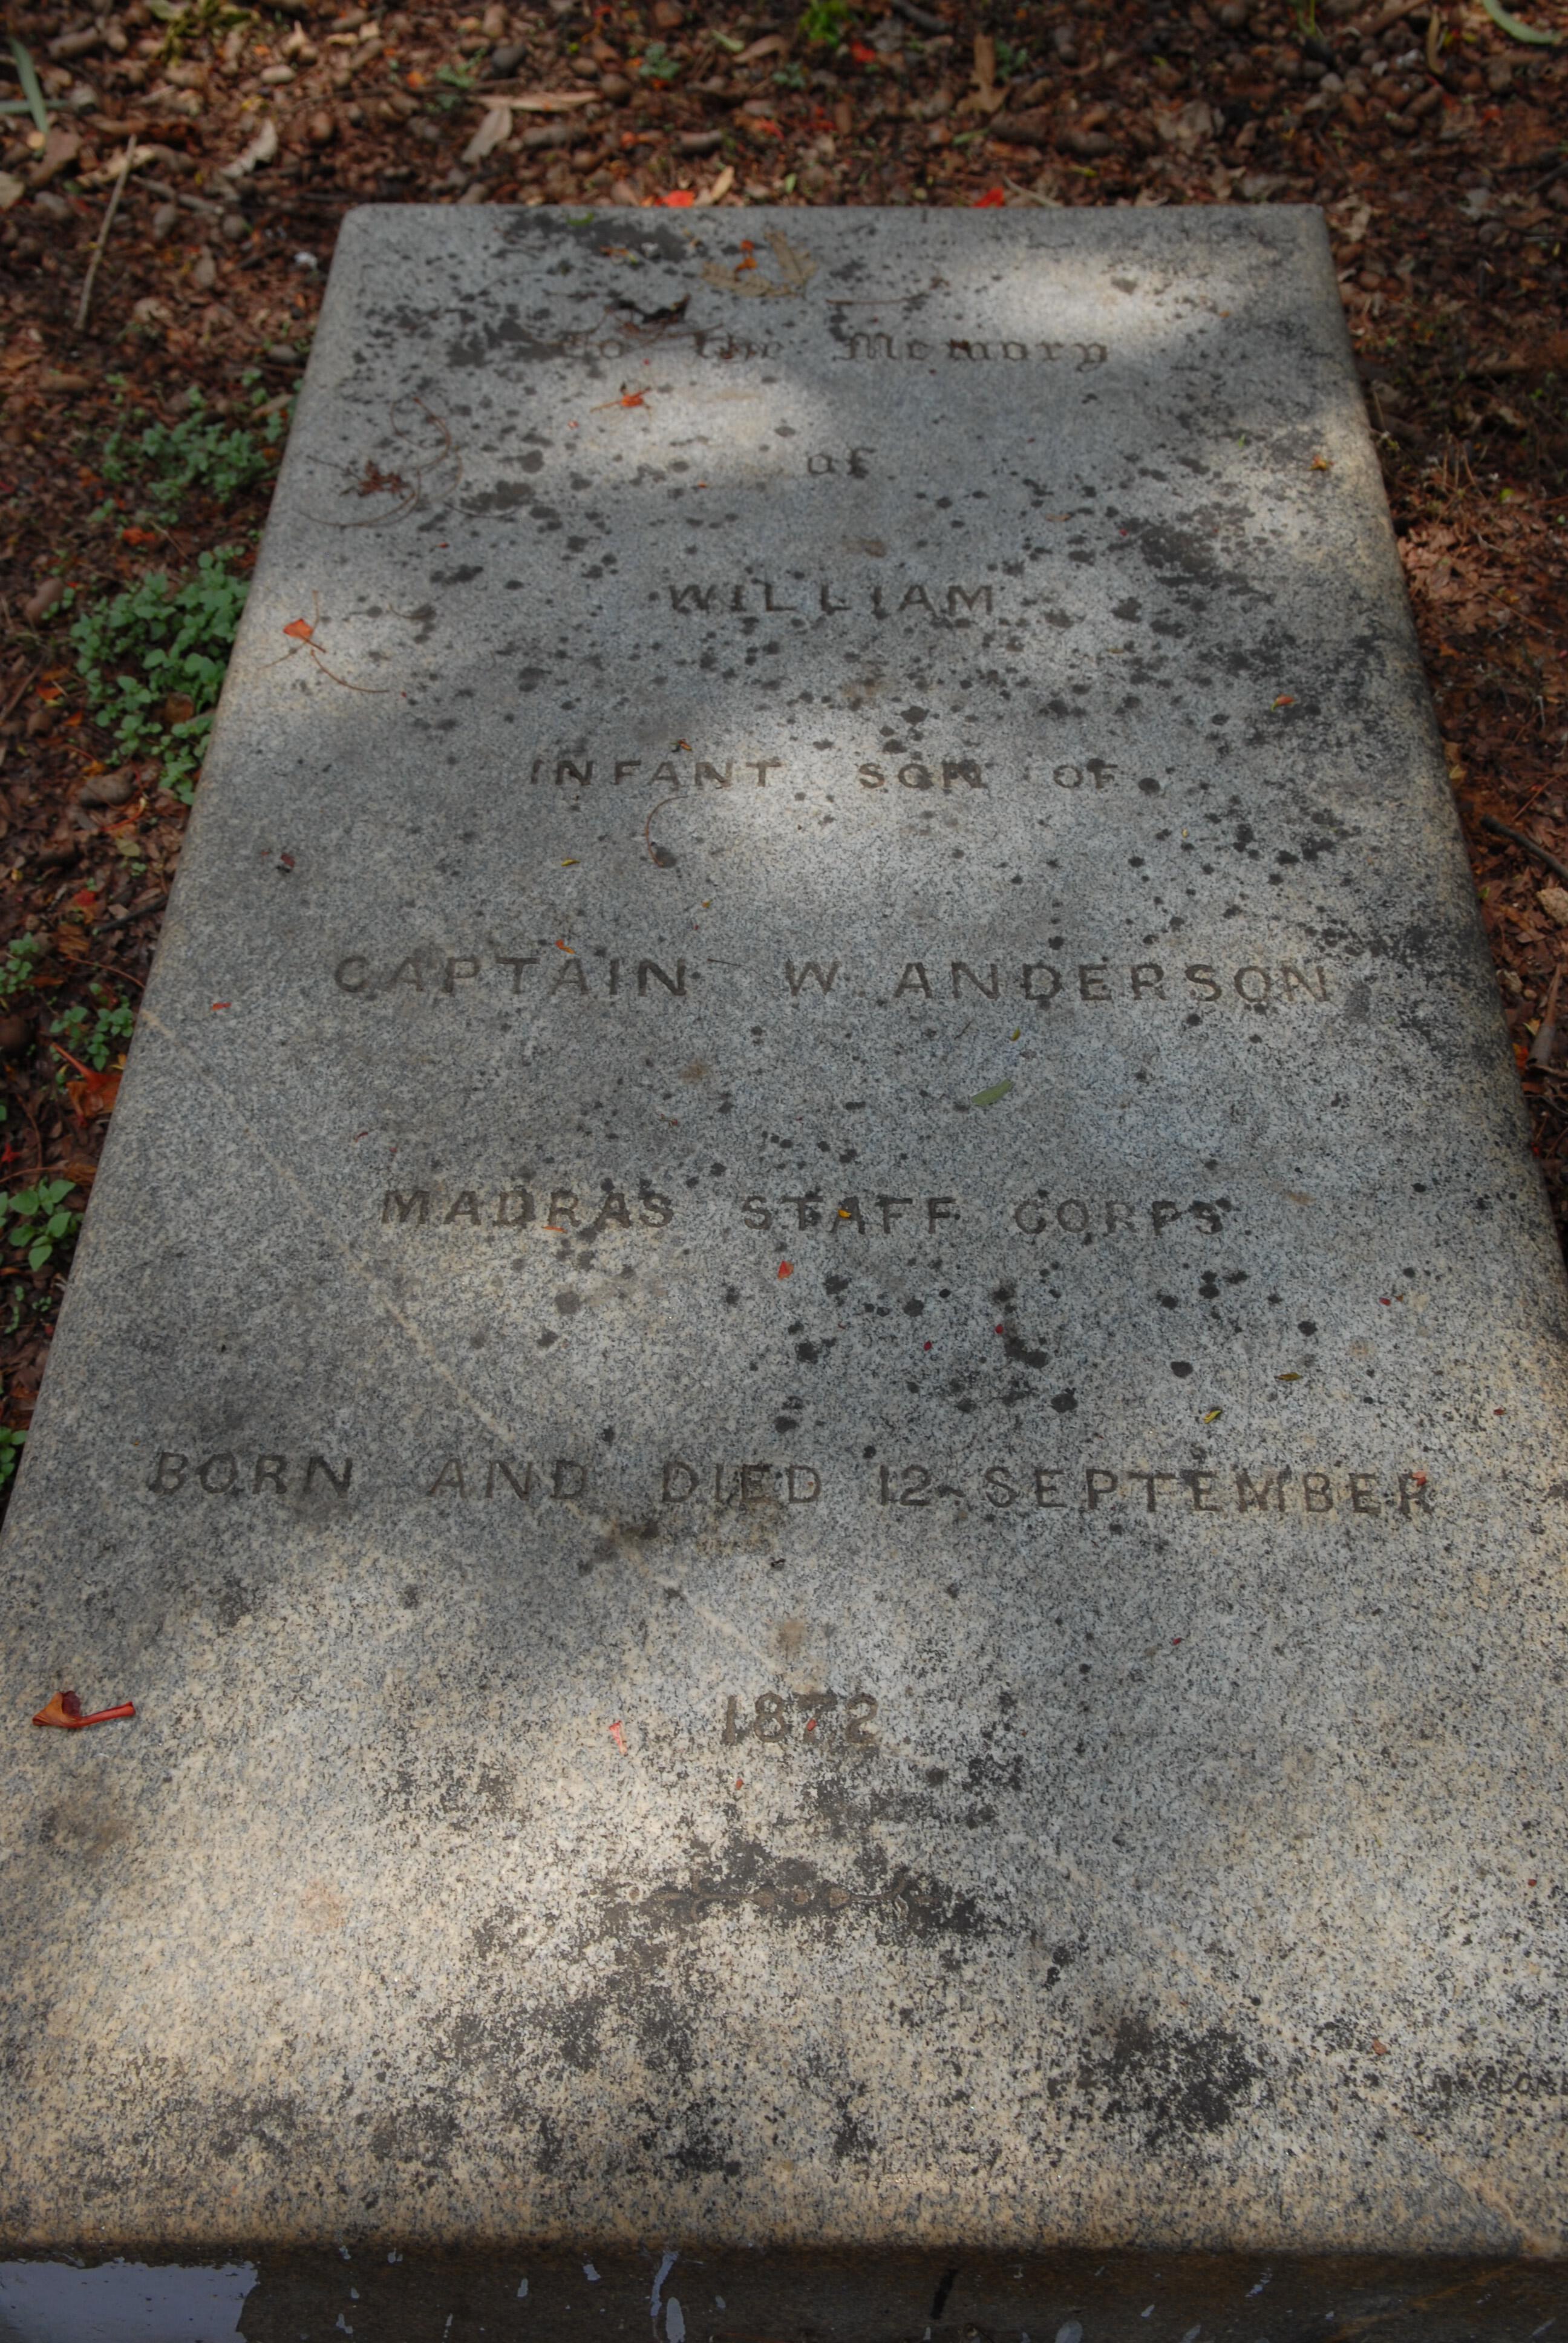 To the Memory
of
WILLIAM
INFANT SON OF
CAPTAIN W. ANDERSON
MADRAS STAFF CORPS
BORN AND DIED 12 SEPTEMBER
1872